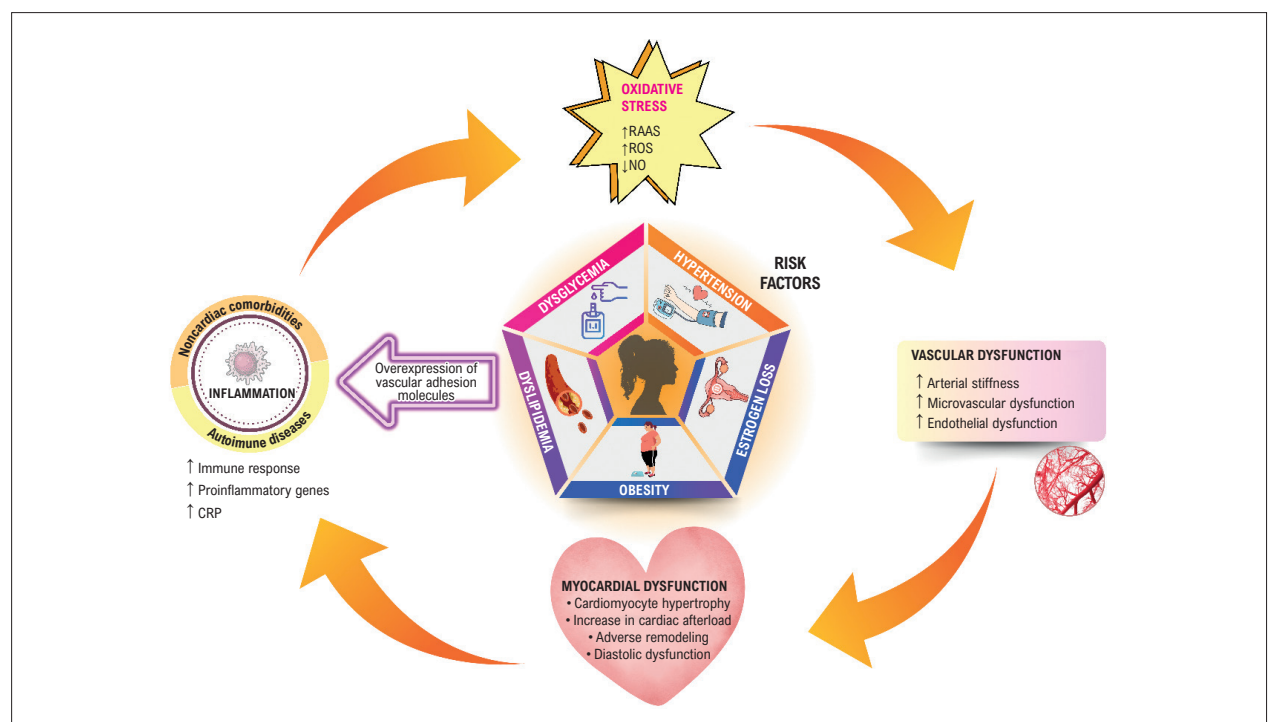 OXIDATIVE
STRESS
↑RAAS
↑ROS
↓NO
RISK
FACTORS
DYSGLYCEMIA
HYPERTENSION
ESTROGEN LOSS
OBESITY
DYSLIPIDEMIA
Overexpression of
vascular adhesion
molecules
Noncardiac comorbidities
INFLAMMATION
Autoimune diseases
↑ Immune response
↑ Proinflammatory genes
↑ CRP
VASCULAR DYSFUNCTION
↑ Arterial stiffness
↑ Microvascular dysfunction
↑ Endothelial dysfunction
MYOCARDIAL DYSFUNCTION
• Cardiomyocyte hypertrophy
• Increase in cardiac afterload
• Adverse remodeling
• Diastolic dysfunction